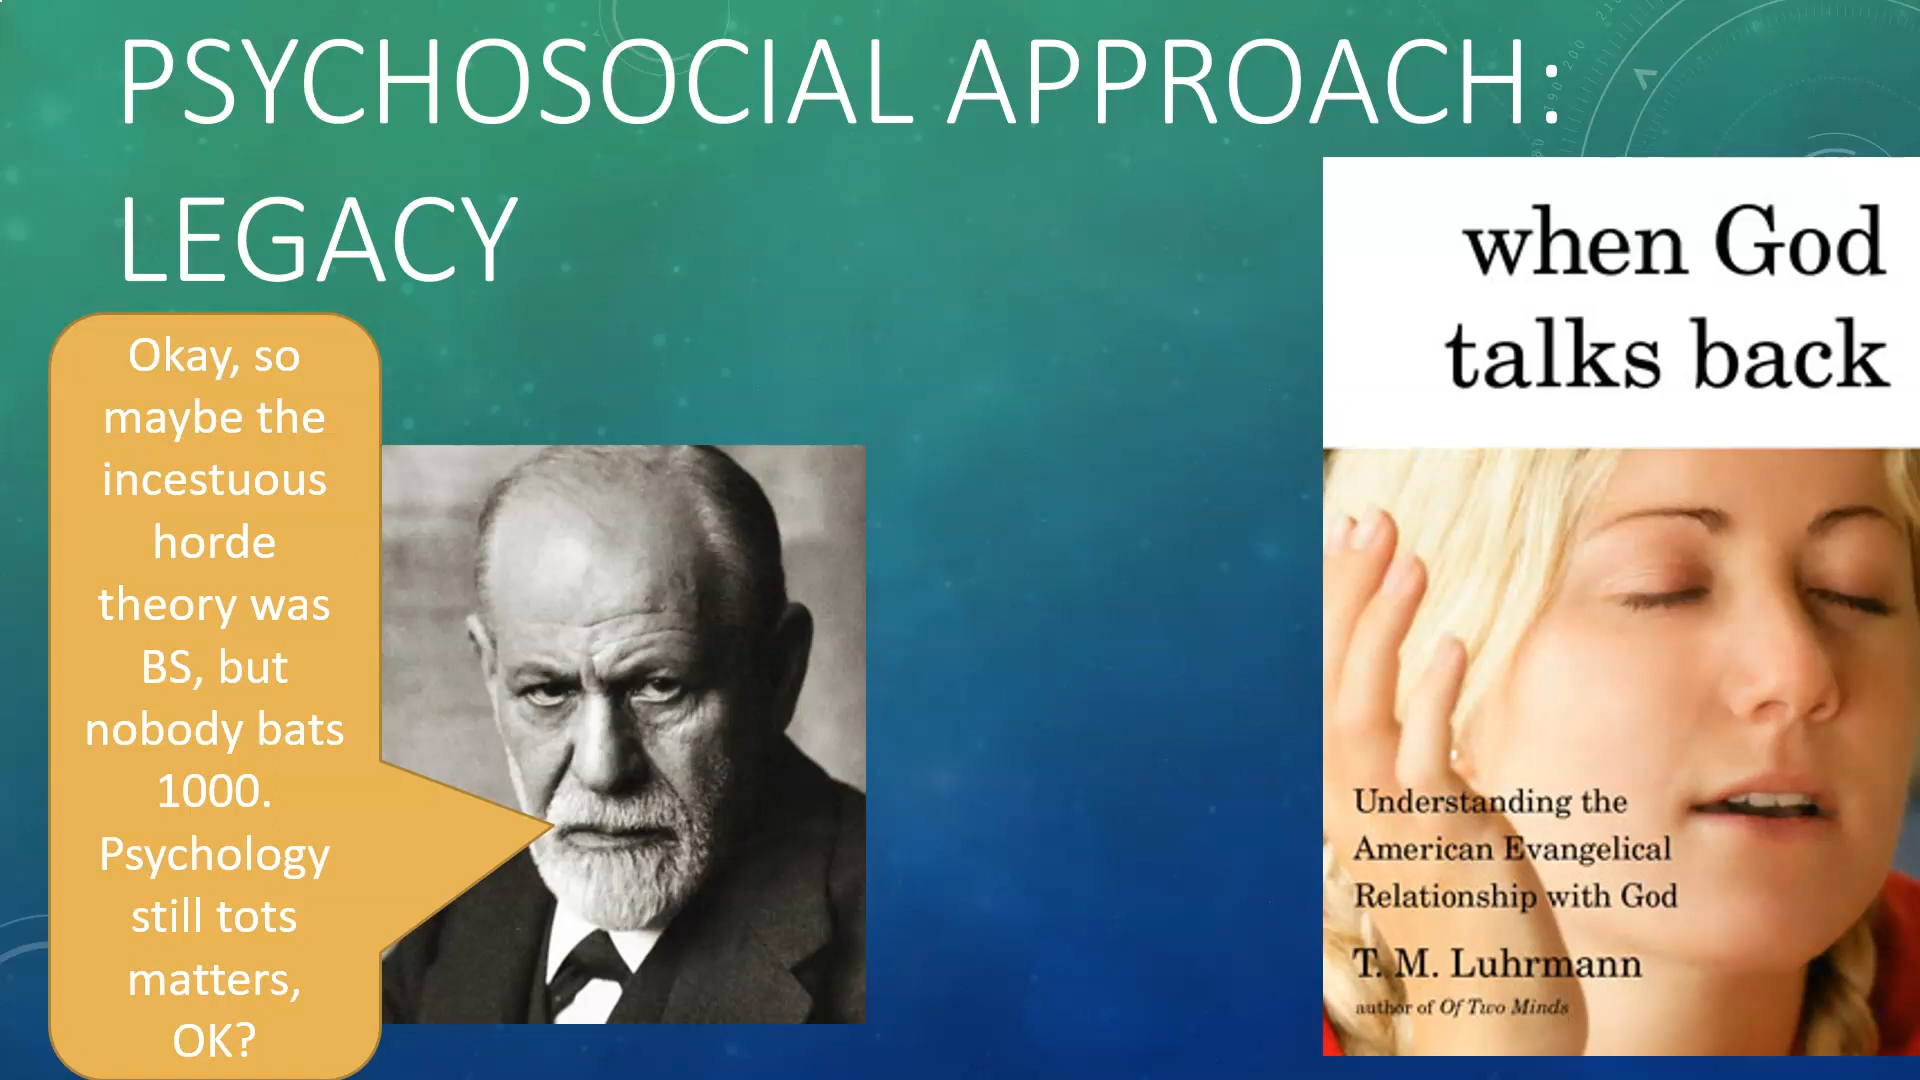 PSYCHOSOCIAL APPROACH:
LEGACY
Okay, so
maybe the
incestuous
horde
theory was
BS, but
nobody bats
1000.
Psychology
still tots
matters,
OK?
when God
talks back
Understanding the
American Evangelical
Relationship with God
T. M. Luhrmann
author of Of Two Minds